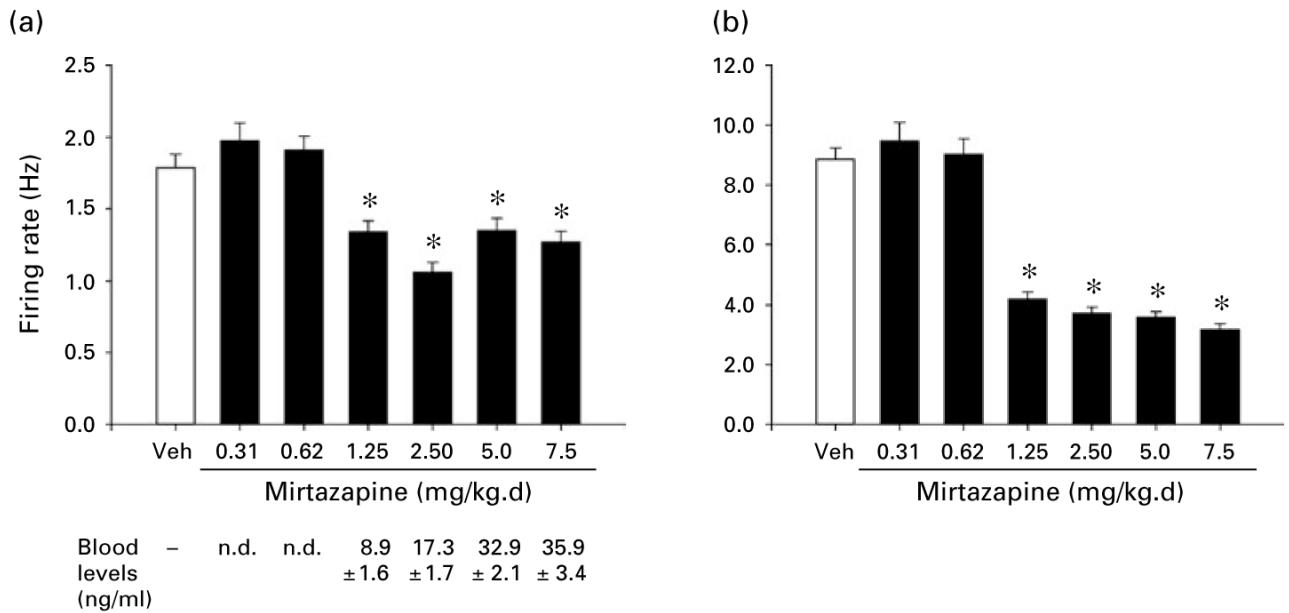 (a)
2.5
2.0
1.5
1.0
0.5
0.0
Firing rate (Hz)
* * * *
Veh 0.31 0.62 1.25 2.50 5.0 7.5
Mirtazapine (mg/kg.d)
Blood – n.d. n.d. 8.9 17.3 32.9 35.9
levels ± 1.6 ± 1.7 ± 2.1 ± 3.4
(ng/ml)
(b)
12.0
10.0
8.0
6.0
4.0
2.0
0.0
* * * *
Veh 0.31 0.62 1.25 2.50 5.0 7.5
Mirtazapine (mg/kg.d)